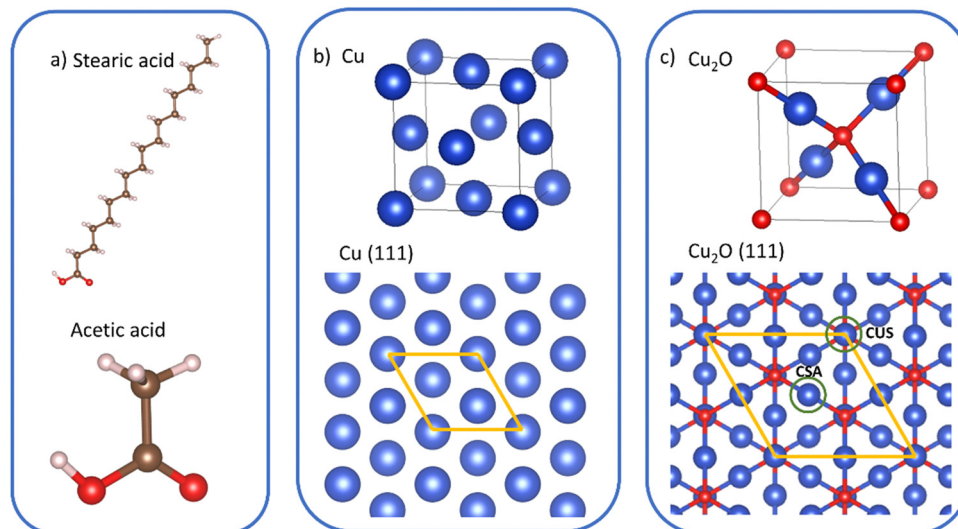 a) Stearic acid
Acetic acid
b) Cu
Cu (111)
c) Cu₂O
Cu₂O (111)
CUS
CSA